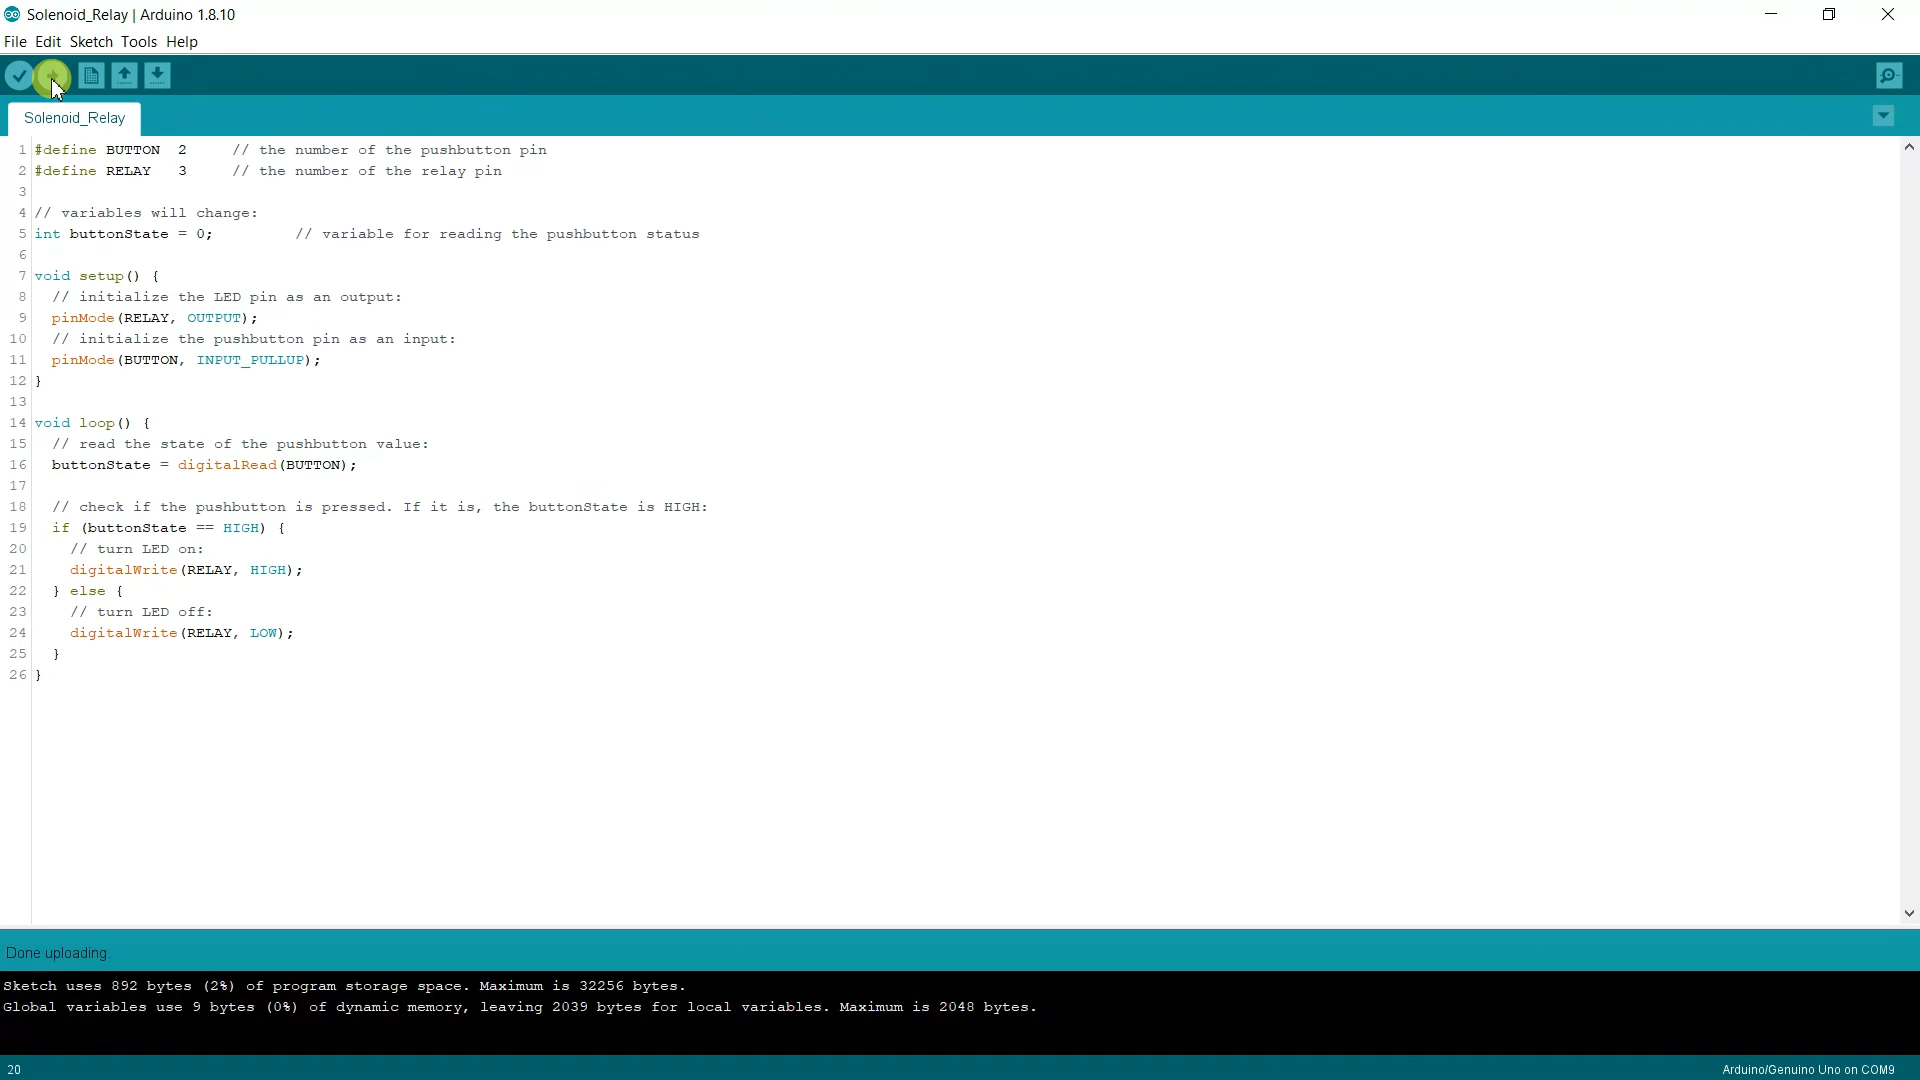 Solenoid_Relay | Arduino 1.8.10
File Edit Sketch Tools Help
Solenoid_Relay
1 #define BUTTON  2     // the number of the pushbutton pin
2 #define RELAY   3     // the number of the relay pin
3
4 // variables will change:
5 int buttonState = 0;         // variable for reading the pushbutton status
6
7 void setup() {
8   // initialize the LED pin as an output:
9   pinMode(RELAY, OUTPUT);
10   // initialize the pushbutton pin as an input:
11   pinMode(BUTTON, INPUT_PULLUP);
12 }
13
14 void loop() {
15   // read the state of the pushbutton value:
16   buttonState = digitalRead(BUTTON);
17
18   // check if the pushbutton is pressed. If it is, the buttonState is HIGH:
19   if (buttonState == HIGH) {
20     // turn LED on:
21     digitalWrite(RELAY, HIGH);
22   } else {
23     // turn LED off:
24     digitalWrite(RELAY, LOW);
25   }
26 }
Done uploading.
Sketch uses 892 bytes (2%) of program storage space. Maximum is 32256 bytes.
Global variables use 9 bytes (0%) of dynamic memory, leaving 2039 bytes for local variables. Maximum is 2048 bytes.
20
Arduino/Genuino Uno on COM9